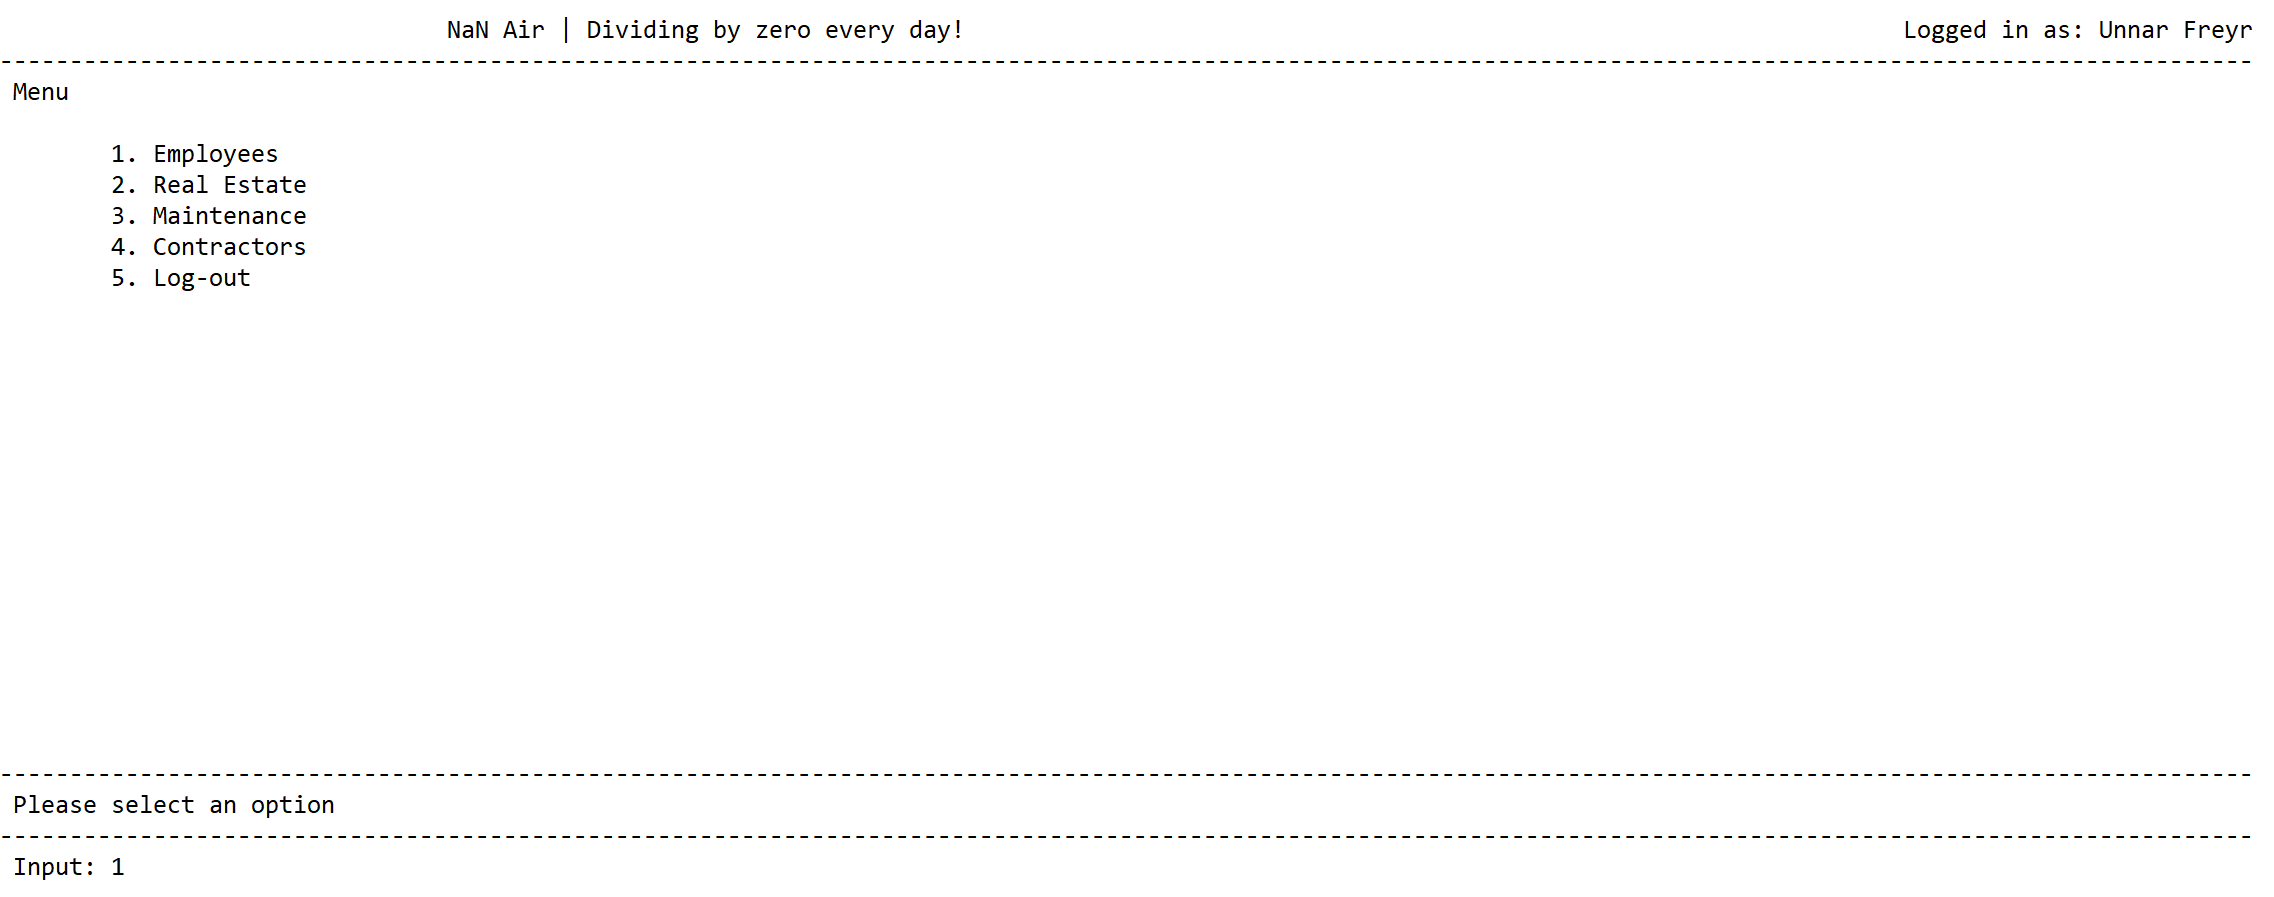 NaN Air | Dividing by zero every day! Logged in as: Unnar Freyr
-----------------------------------------------------------------------------------------------------------------------------------------------------------------
Menu
1. Employees
2. Real Estate
3. Maintenance
4. Contractors
5. Log-out
-----------------------------------------------------------------------------------------------------------------------------------------------------------------
Please select an option
-----------------------------------------------------------------------------------------------------------------------------------------------------------------
Input: 1